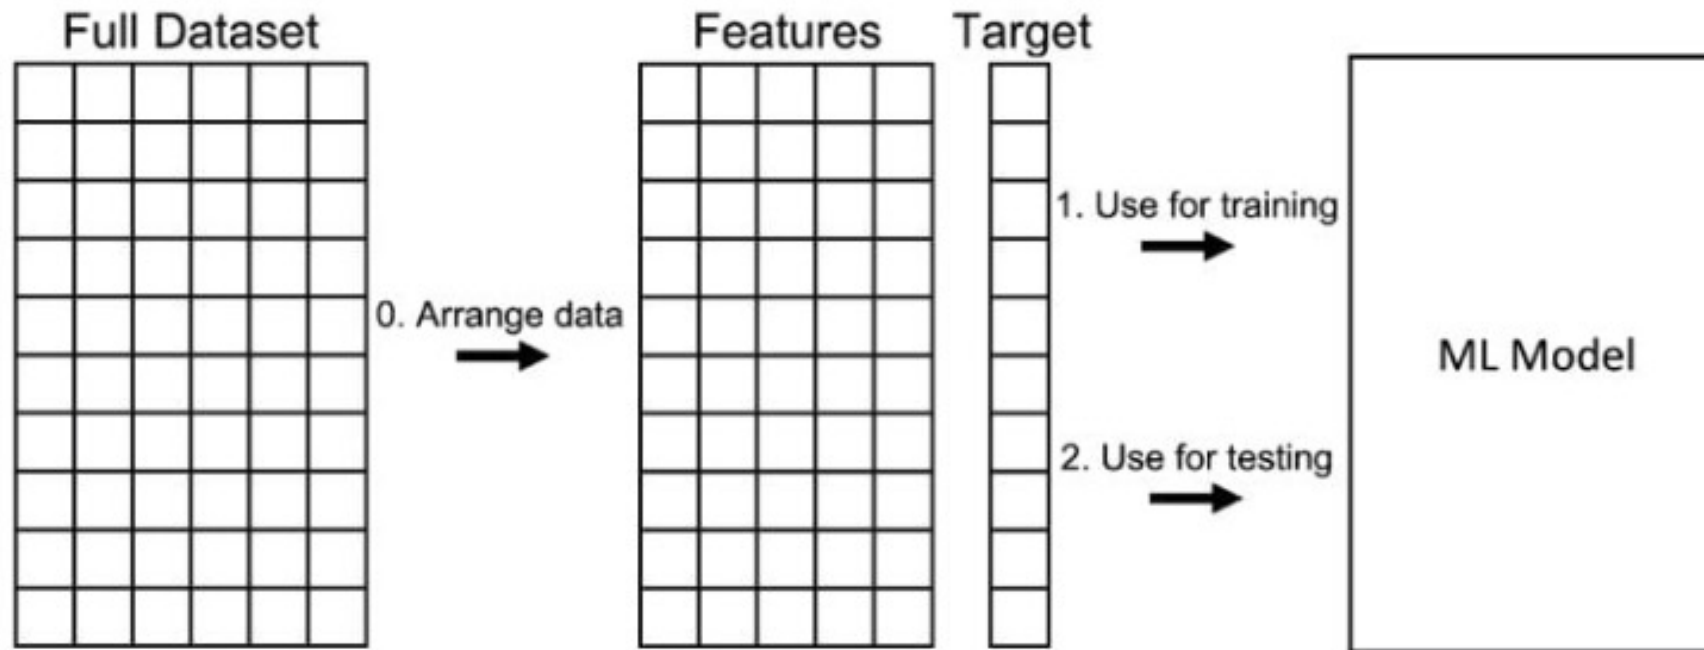 Full Dataset
Features
Target
0. Arrange data
1. Use for training
2. Use for testing
ML Model